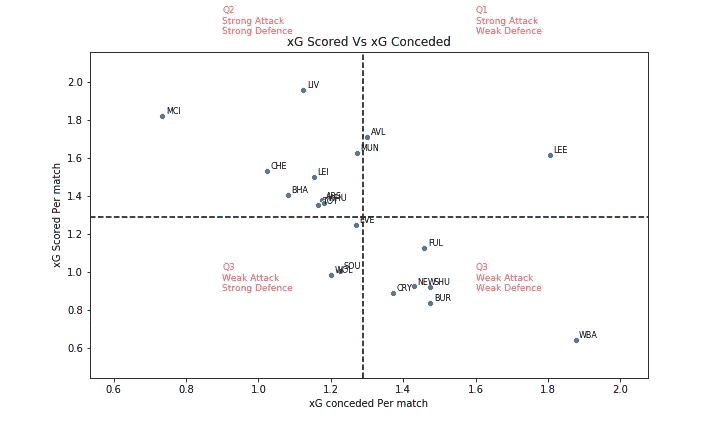 Q2
Strong Attack
Strong Defence
Q1
Strong Attack
Weak Defence
xG Scored Vs xG Conceded
2.0
1.8
1.6
1.4
1.2
1.0
0.8
0.6
xG Scored Per match
LIV
MCI
AVL
MUN
LEE
CHE
LEI
BHA
ARS
TOT
EVE
FUL
SOU
WOL
Q3
Weak Attack
Strong Defence
Q3
Weak Attack
Weak Defence
CRY
NEW
SHU
BUR
WBA
0.6
0.8
1.0
1.2
1.4
1.6
1.8
2.0
xG conceded Per match